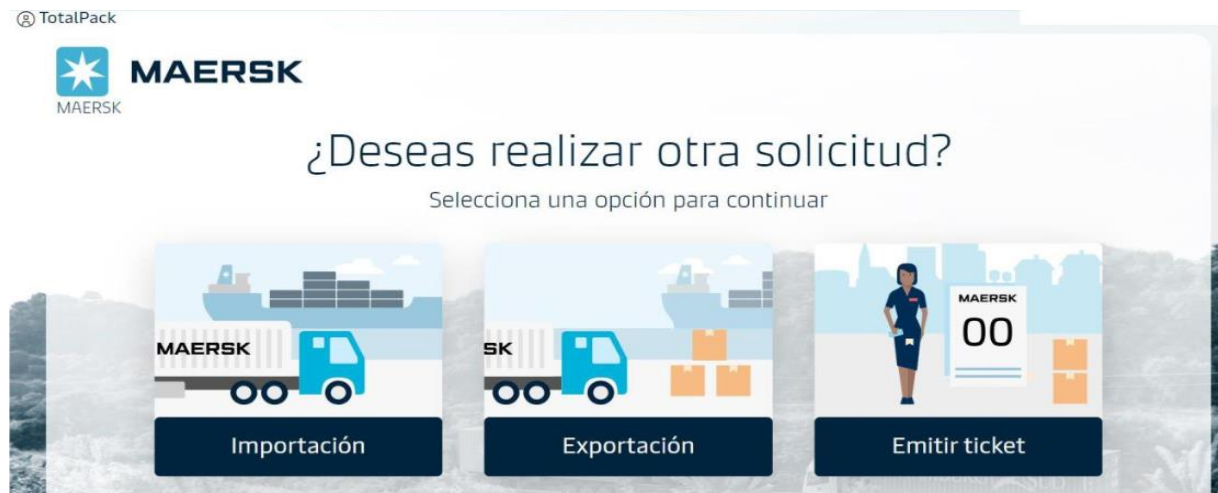 TotalPack
MAERSK
MAERSK
¿Deseas realizar otra solicitud?
Selecciona una opción para continuar
MAERSK
SK
MAERSK
00
Importación
Exportación
Emitir ticket